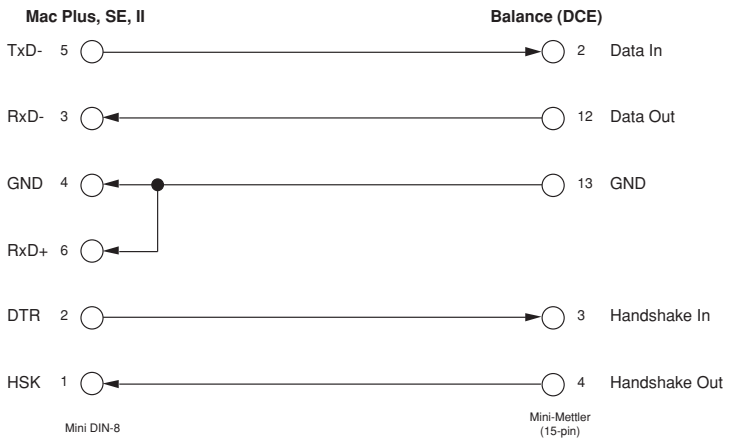 Mac Plus, SE, II Balance (DCE)
TxD- 5 2 Data In
RxD- 3 12 Data Out
GND 4 13 GND
RxD+ 6
DTR 2 3 Handshake In
HSK 1 4 Handshake Out
Mini DIN-8 Mini-Mettler
(15-pin)